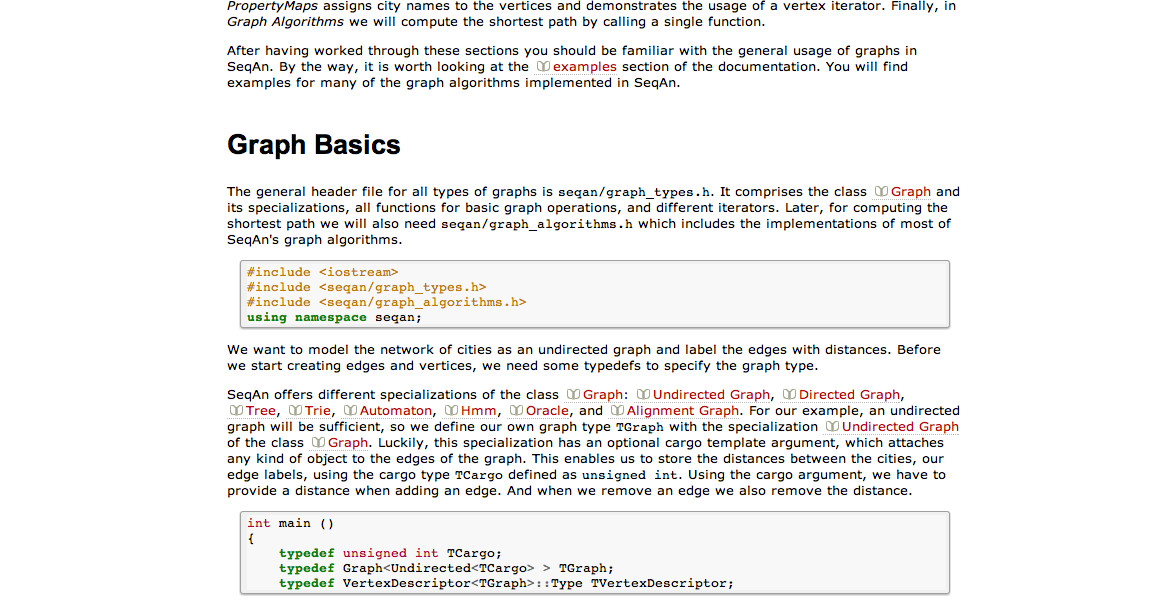 PropertyMaps assigns city names to the vertices and demonstrates the usage of a vertex iterator. Finally, in
Graph Algorithms we will compute the shortest path by calling a single function.
After having worked through these sections you should be familiar with the general usage of graphs in
SeqAn. By the way, it is worth looking at the examples section of the documentation. You will find
examples for many of the graph algorithms implemented in SeqAn.
Graph Basics
The general header file for all types of graphs is seqan/graph_types.h. It comprises the class Graph and
its specializations, all functions for basic graph operations, and different iterators. Later, for computing the
shortest path we will also need seqan/graph_algorithms.h which includes the implementations of most of
SeqAn's graph algorithms.
#include <iostream>
#include <seqan/graph_types.h>
#include <seqan/graph_algorithms.h>
using namespace seqan;
We want to model the network of cities as an undirected graph and label the edges with distances. Before
we start creating edges and vertices, we need some typedefs to specify the graph type.
SeqAn offers different specializations of the class Graph: Undirected Graph, Directed Graph,
Tree, Trie, Automaton, Hmm, Oracle, and Alignment Graph. For our example, an undirected
graph will be sufficient, so we define our own graph type TGraph with the specialization Undirected Graph
of the class Graph. Luckily, this specialization has an optional cargo template argument, which attaches
any kind of object to the edges of the graph. This enables us to store the distances between the cities, our
edge labels, using the cargo type TCargo defined as unsigned int. Using the cargo argument, we have to
provide a distance when adding an edge. And when we remove an edge we also remove the distance.
int main ()
{
    typedef unsigned int TCargo;
    typedef Graph<Undirected<TCargo> > TGraph;
    typedef VertexDescriptor<TGraph>::Type TVertexDescriptor;